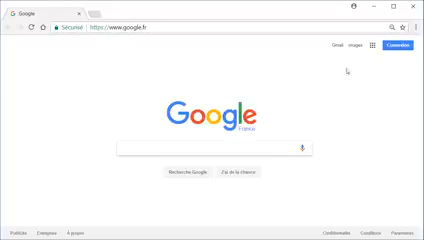 Google
Sécurisé | https://www.google.fr
Gmail Images Connexion
Google
France
Recherche Google J'ai de la chance
Publicité Entreprise À propos Confidentialité Conditions Paramètres